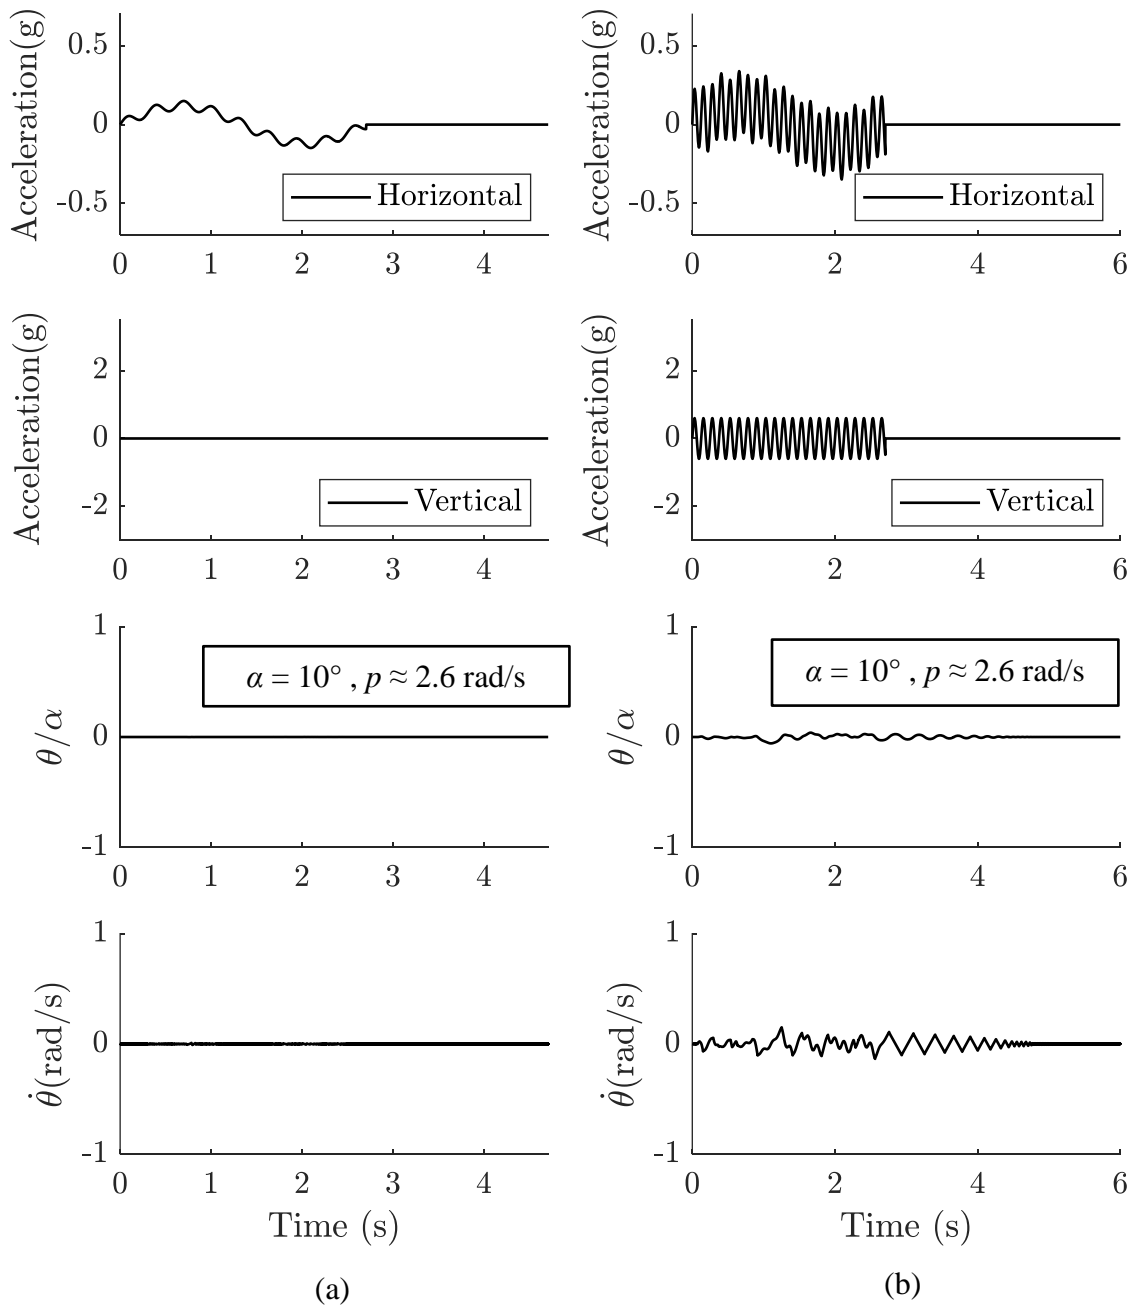 Acceleration(g)
0.5
0
-0.5
Horizontal
0 1 2 3 4
Acceleration(g)
2
0
-2
Vertical
0 1 2 3 4
θ/α
1
0
-1
α = 10° , p ≈ 2.6 rad/s
0 1 2 3 4
θ̇(rad/s)
1
0
-1
0 1 2 3 4
Time (s)
(a)
Acceleration(g)
0.5
0
-0.5
Horizontal
0 2 4 6
Acceleration(g)
2
0
-2
Vertical
0 2 4 6
θ/α
1
0
-1
α = 10° , p ≈ 2.6 rad/s
0 2 4 6
θ̇(rad/s)
1
0
-1
0 2 4 6
Time (s)
(b)